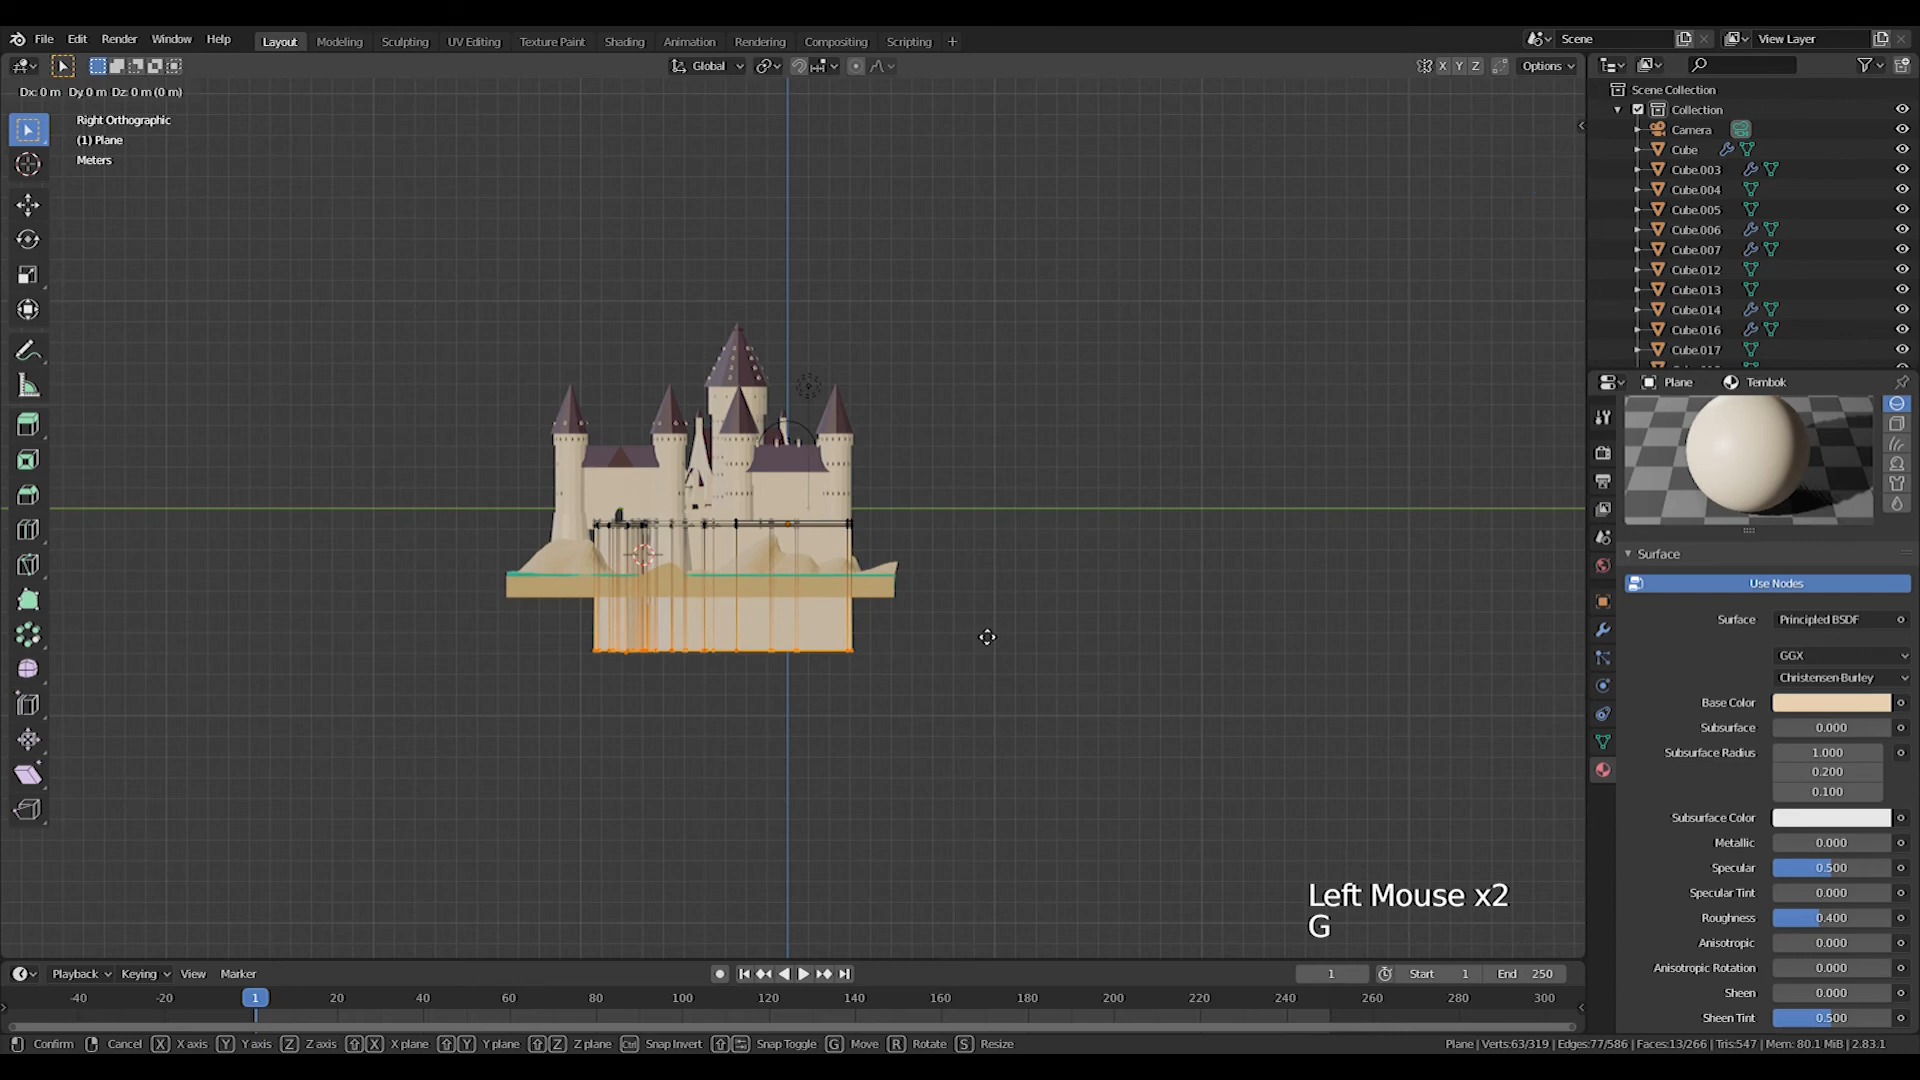 File Edit Render Window Help Layout Modeling Sculpting UV Editing Texture Paint Shading Animation Rendering Compositing Scripting + Scene View Layer
Global X Y Z Options
Dx: 0 m Dy 0 m Dz: 0 m (0 m)
Right Orthographic
(1) Plane
Meters
Scene Collection
Collection
Camera
Cube
Cube.003
Cube.004
Cube.005
Cube.006
Cube.007
Cube.012
Cube.013
Cube.014
Cube.016
Cube.017
Plane Tembok
Surface
Use Nodes
Surface Principled BSDF
GGX
Christensen-Burley
Base Color
Subsurface 0.000
Subsurface Radius 1.000
0.200
0.100
Subsurface Color
Metallic 0.000
Specular 0.500
Specular Tint 0.000
Roughness 0.400
Anisotropic 0.000
Anisotropic Rotation 0.000
Sheen 0.000
Sheen Tint 0.500
Left Mouse x2
G
Playback Keying View Marker 1 Start 1 End 250
-40 -20 1 20 40 60 80 100 120 140 160 180 200 220 240 260 280 300
Confirm Cancel X X axis Y Y axis Z Z axis X X plane Y Y plane Z Z plane Ctrl Snap Invert Snap Toggle G Move R Rotate S Resize Plane | Verts:63/319 | Edges:77/586 | Faces:13/266 | Tris:547 | Mem: 80.1 MiB | 2.83.1